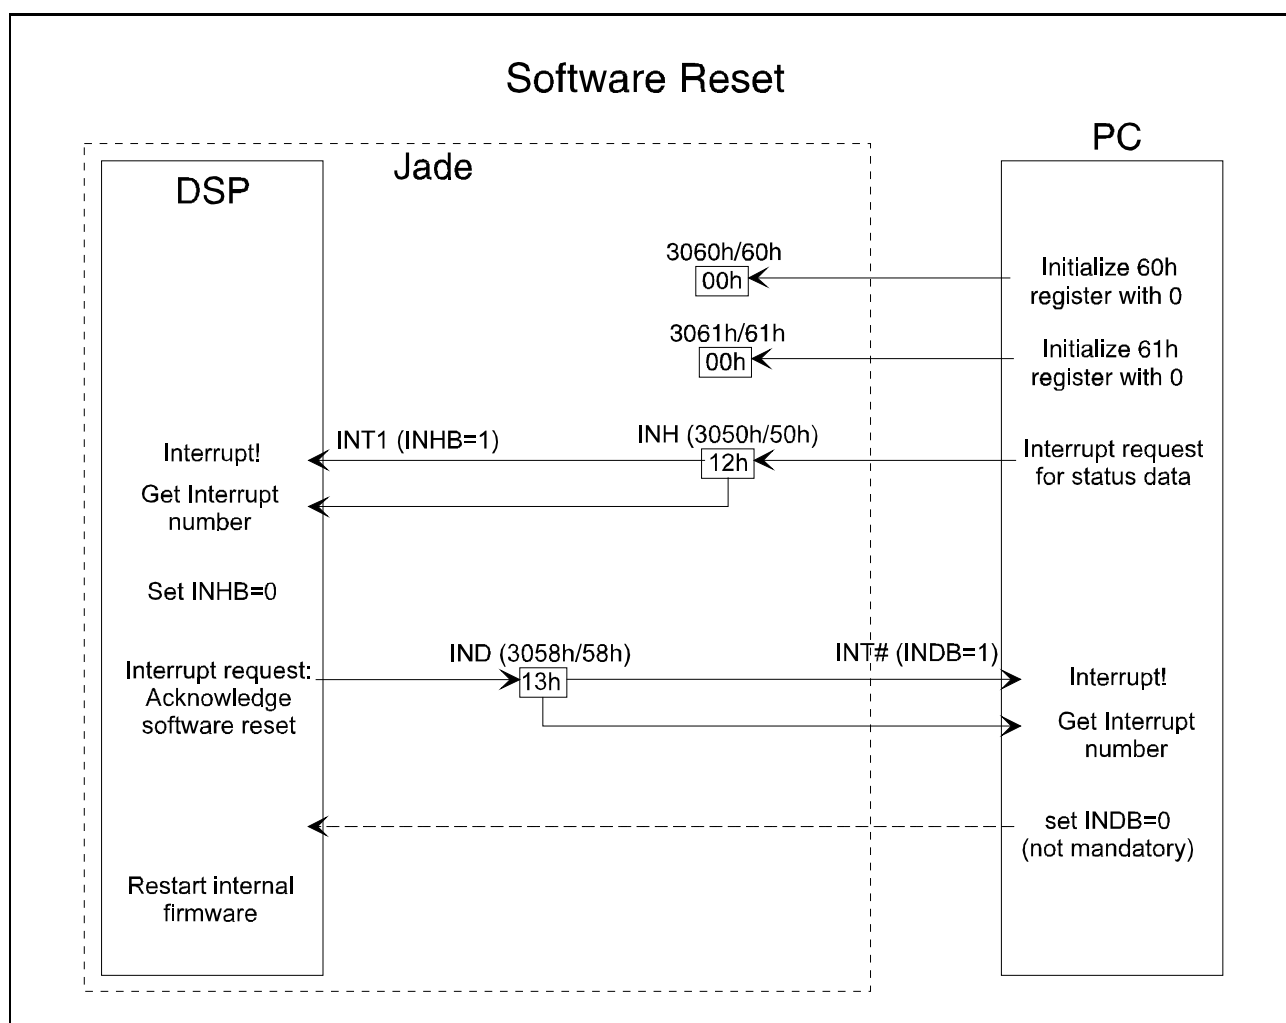 Software Reset
PC
Jade
DSP
3060h/60h
00h
Initialize 60h
register with 0
3061h/61h
00h
Initialize 61h
register with 0
Interrupt!
INT1 (INHB=1)
INH (3050h/50h)
12h
Interrupt request
for status data
Get Interrupt
number
Set INHB=0
Interrupt request:
Acknowledge
software reset
IND (3058h/58h)
13h
INT# (INDB=1)
Interrupt!
Get Interrupt
number
set INDB=0
(not mandatory)
Restart internal
firmware